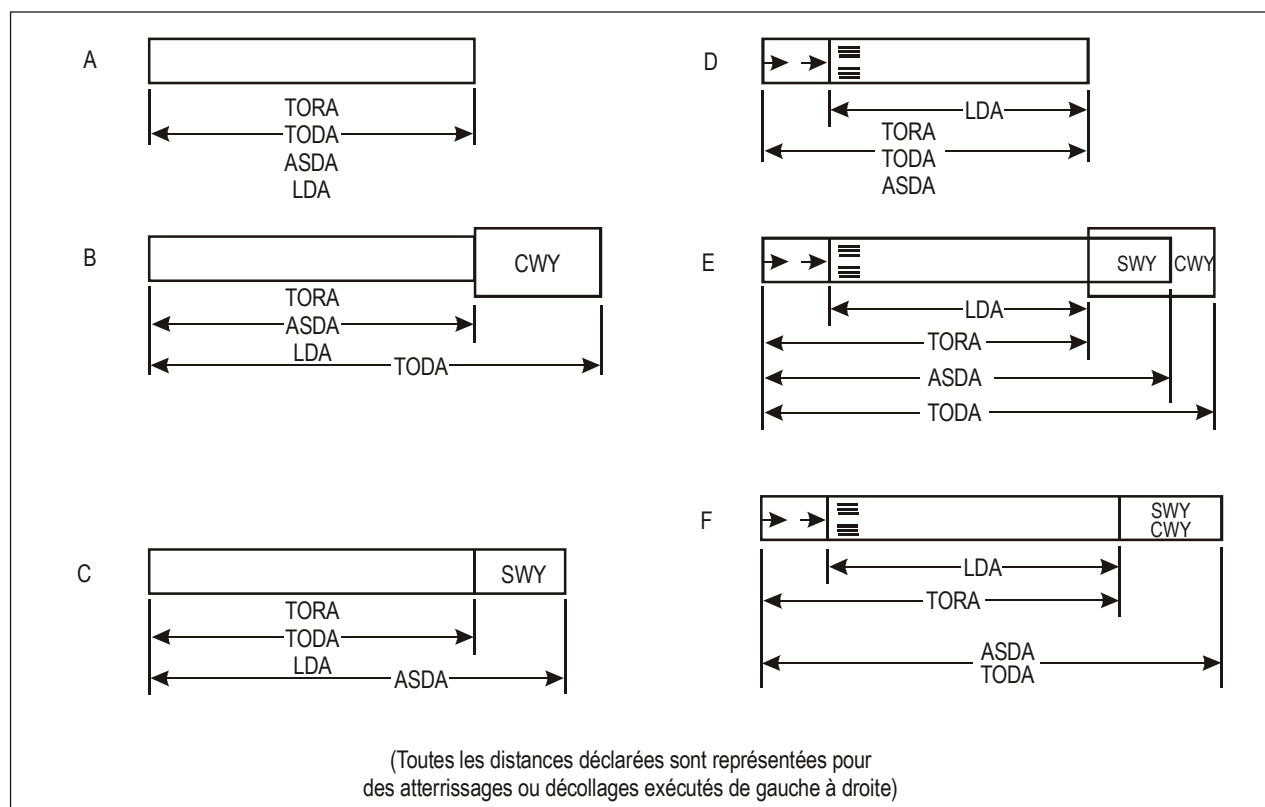 A
TORA
TODA
ASDA
LDA
B
CWY
TORA
ASDA
LDA
TODA
C
SWY
TORA
TODA
LDA
ASDA
D
LDA
TORA
TODA
ASDA
E
SWY
CWY
LDA
TORA
ASDA
TODA
F
SWY
CWY
LDA
TORA
ASDA
TODA
(Toutes les distances déclarées sont représentées pour
des atterrissages ou décollages exécutés de gauche à droite)